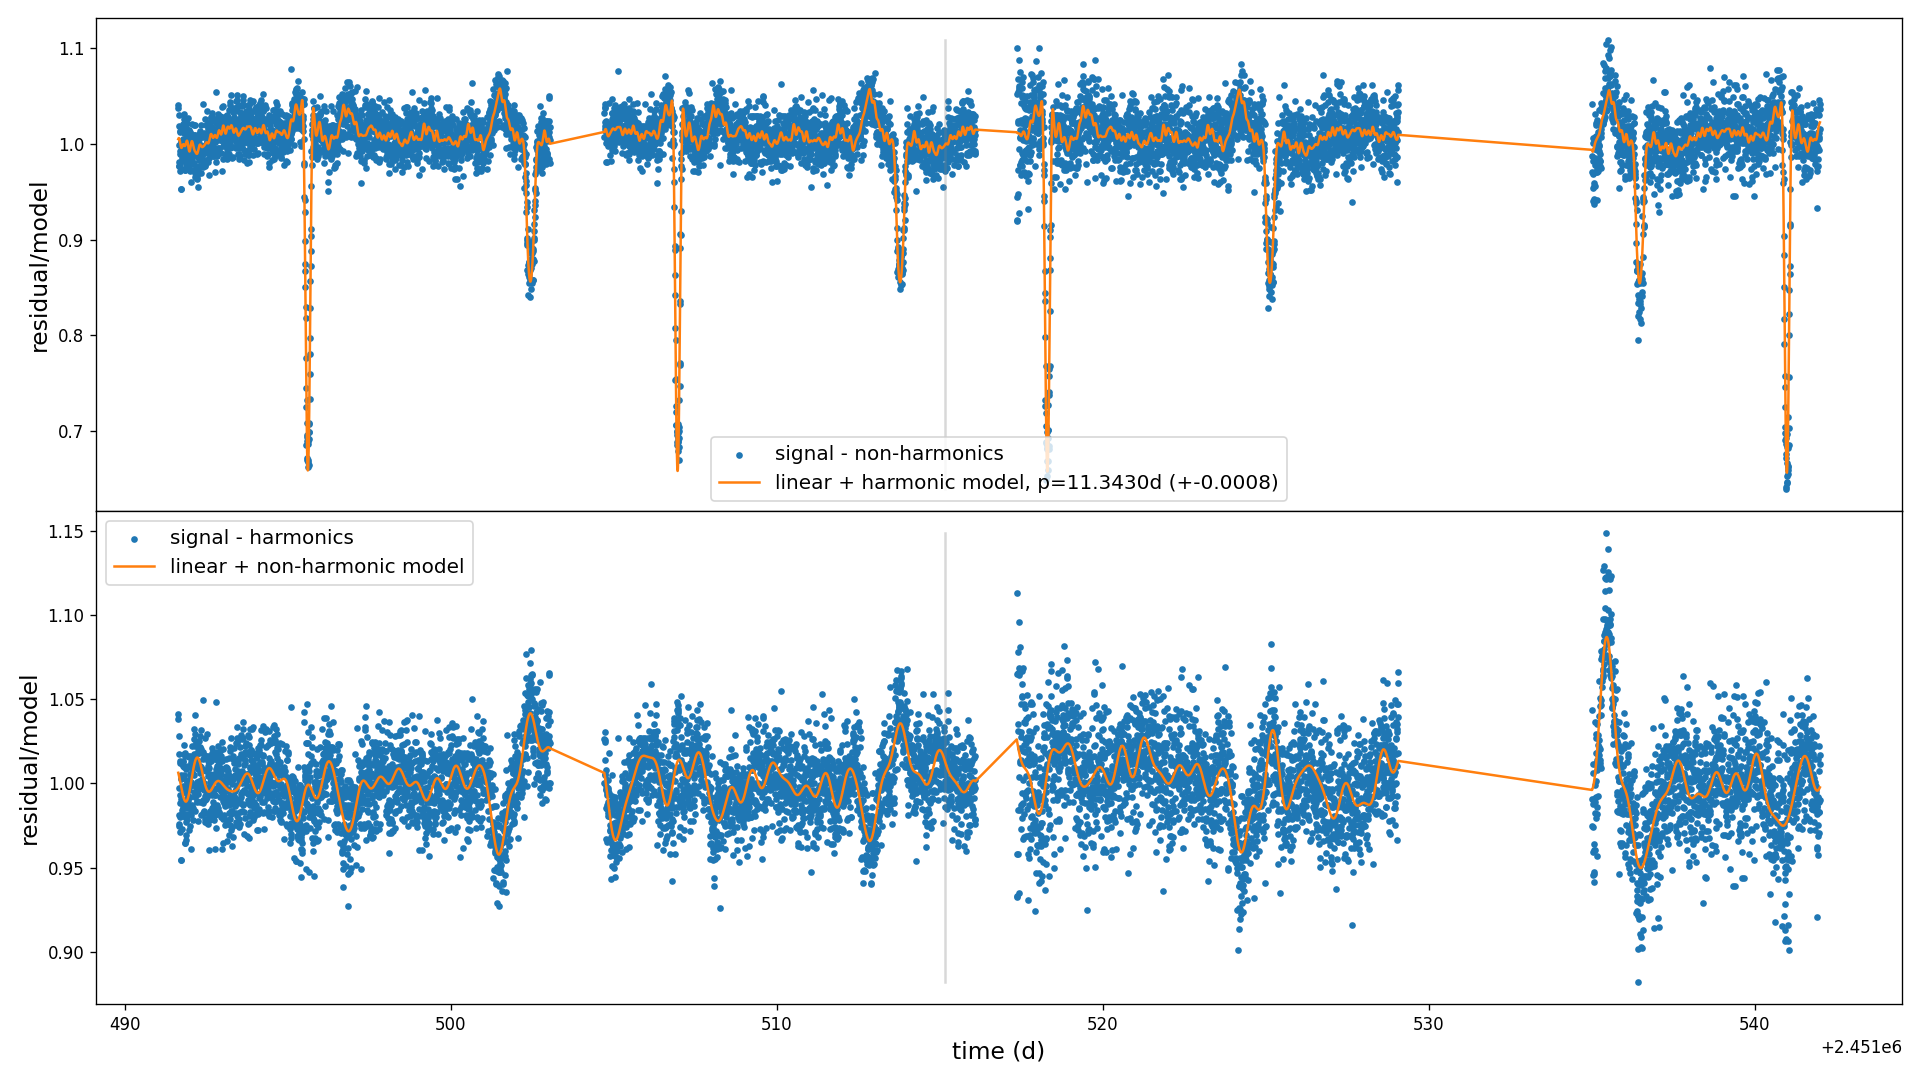 residual/model
1.1
1.0
0.9
0.8
0.7
signal - non-harmonics
linear + harmonic model, p=11.3430d (+-0.0008)
residual/model
1.15
1.10
1.05
1.00
0.95
0.90
signal - harmonics
linear + non-harmonic model
490 500 510 520 530 540
time (d)
+2.451e6